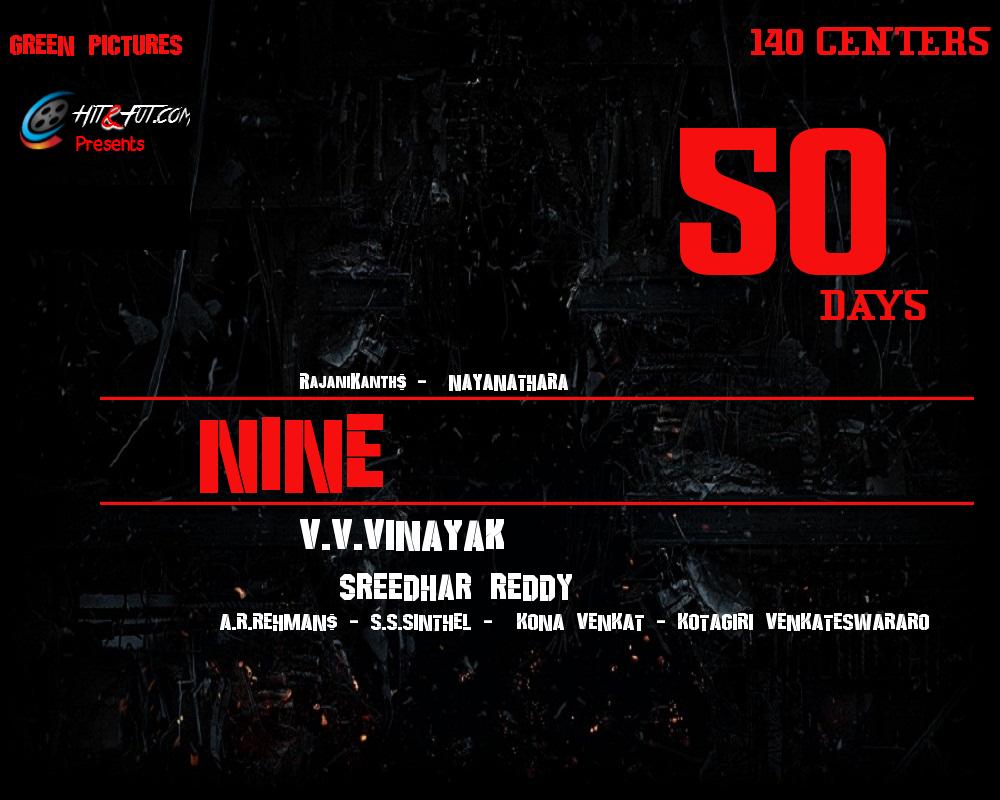 GREEN PICTURES
140 CENTERS
HIT&FUT.COM
Presents
50
DAYS
RAJANIKANTH$ - NAYANATHARA
NINE
V.V.VINAYAK
SREEDHAR REDDY
A.R.REHMAN$ - S.S.SINTHEL - KONA VENKAT - KOTAGIRI VENKATESWARARO